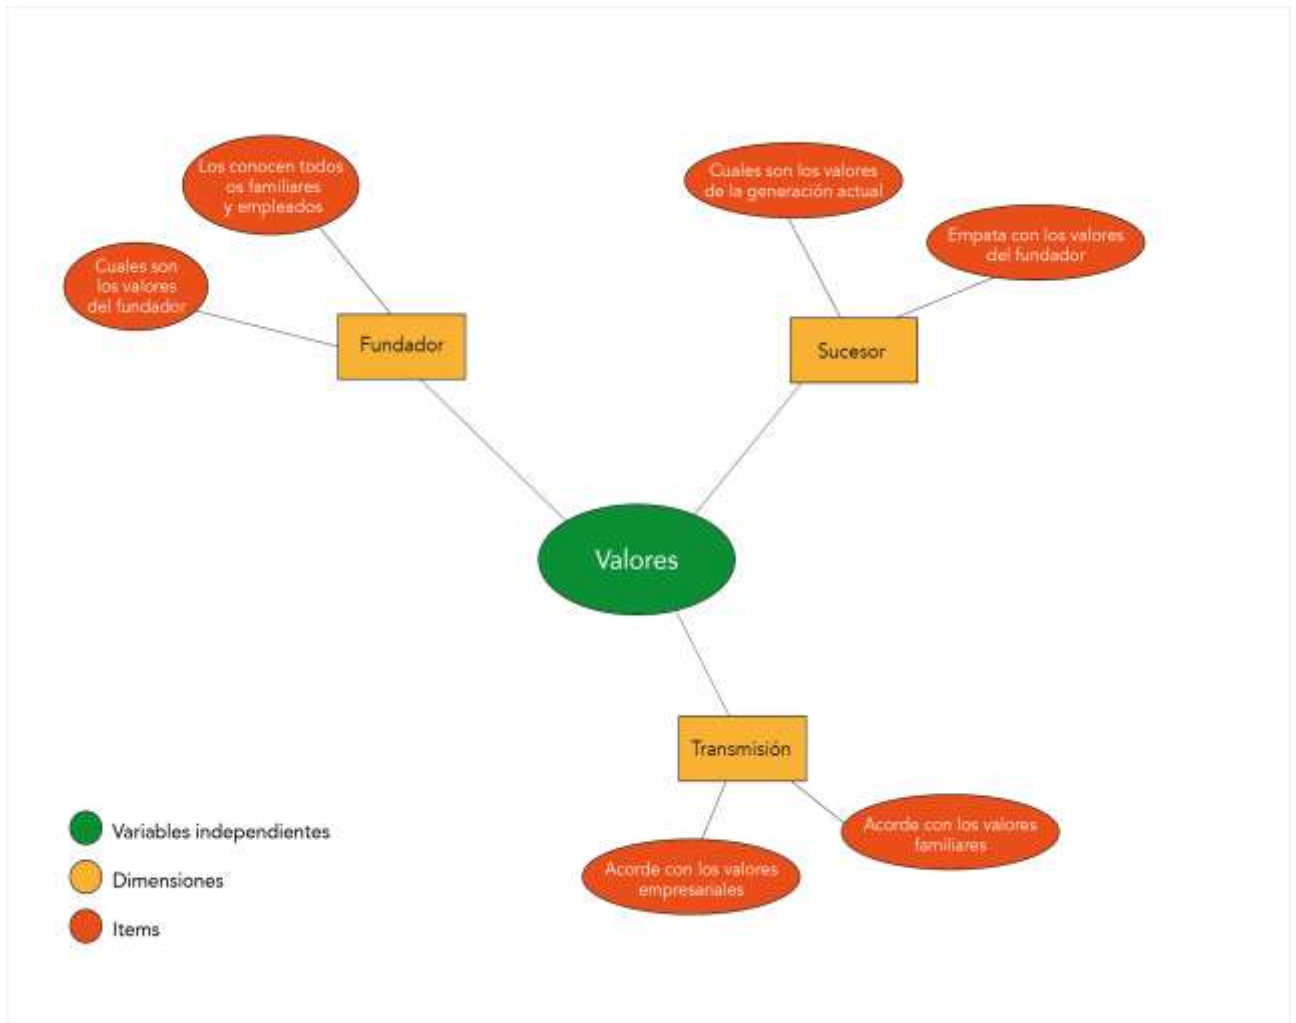 Los conocen todos
os familiares
y empleados
Cuales son
los valores
del fundador
Fundador
Cuales son los valores
de la generación actual
Empata con los valores
del fundador
Sucesor
Valores
Transmisión
Acorde con los valores
familiares
Acorde con los valores
empresariales
Variables independientes
Dimensiones
Items